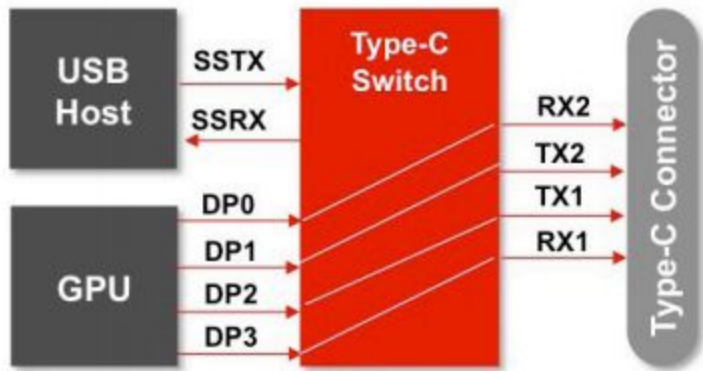 USB
Host
SSTX
SSRX
Type-C
Switch
GPU
DP0
DP1
DP2
DP3
RX2
TX2
TX1
RX1
Type-C Connector